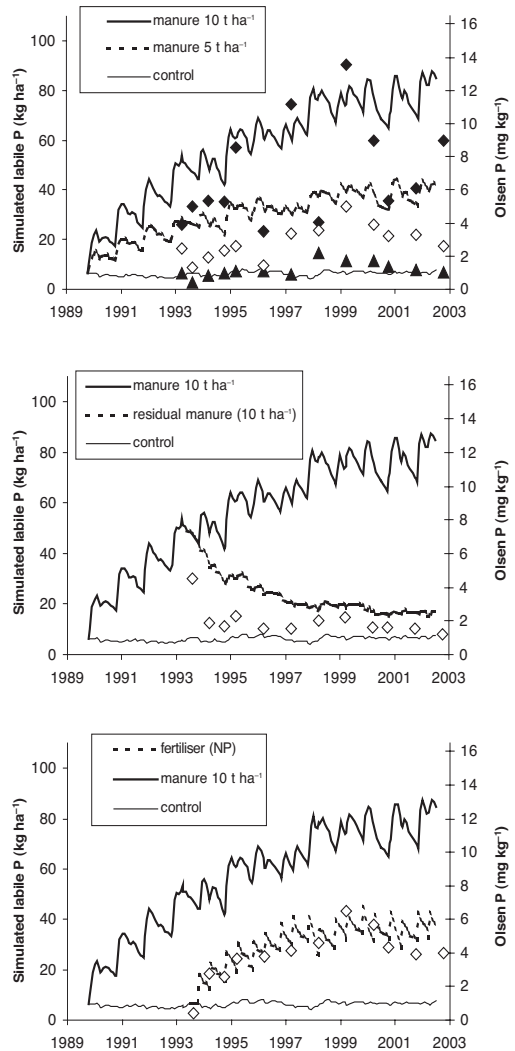 manure 10 t ha⁻¹
manure 5 t ha⁻¹
control
Simulated labile P (kg ha⁻¹)
100
80
60
40
20
0
Olsen P (mg kg⁻¹)
16
14
12
10
8
6
4
2
0
1989 1991 1993 1995 1997 1999 2001 2003
manure 10 t ha⁻¹
residual manure (10 t ha⁻¹)
control
Simulated labile P (kg ha⁻¹)
100
80
60
40
20
0
Olsen P (mg kg⁻¹)
16
14
12
10
8
6
4
2
0
1989 1991 1993 1995 1997 1999 2001 2003
fertiliser (NP)
manure 10 t ha⁻¹
control
Simulated labile P (kg ha⁻¹)
100
80
60
40
20
0
Olsen P (mg kg⁻¹)
16
14
12
10
8
6
4
2
0
1989 1991 1993 1995 1997 1999 2001 2003